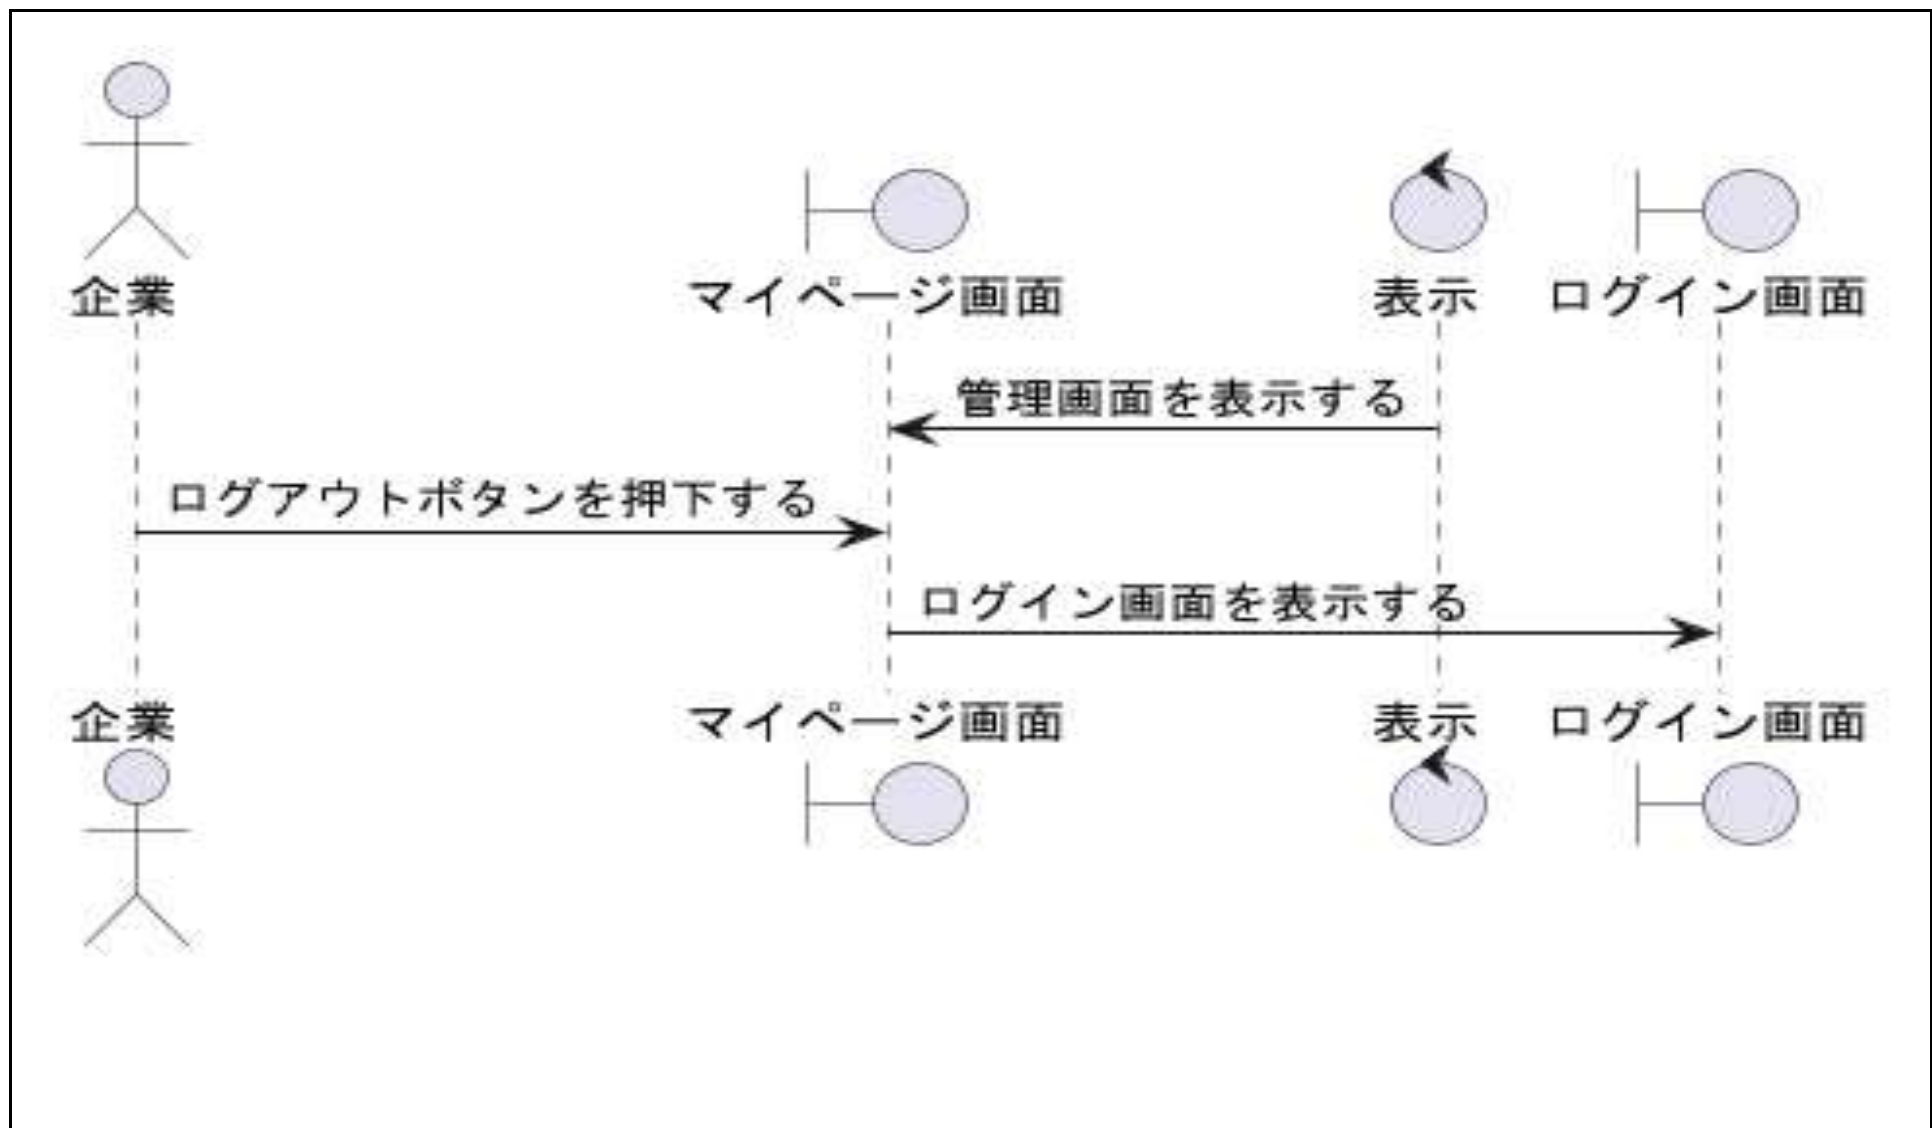 企業
マイページ画面
表示
ログイン画面
管理画面を表示する
ログアウトボタンを押下する
ログイン画面を表示する
企業
マイページ画面
表示
ログイン画面